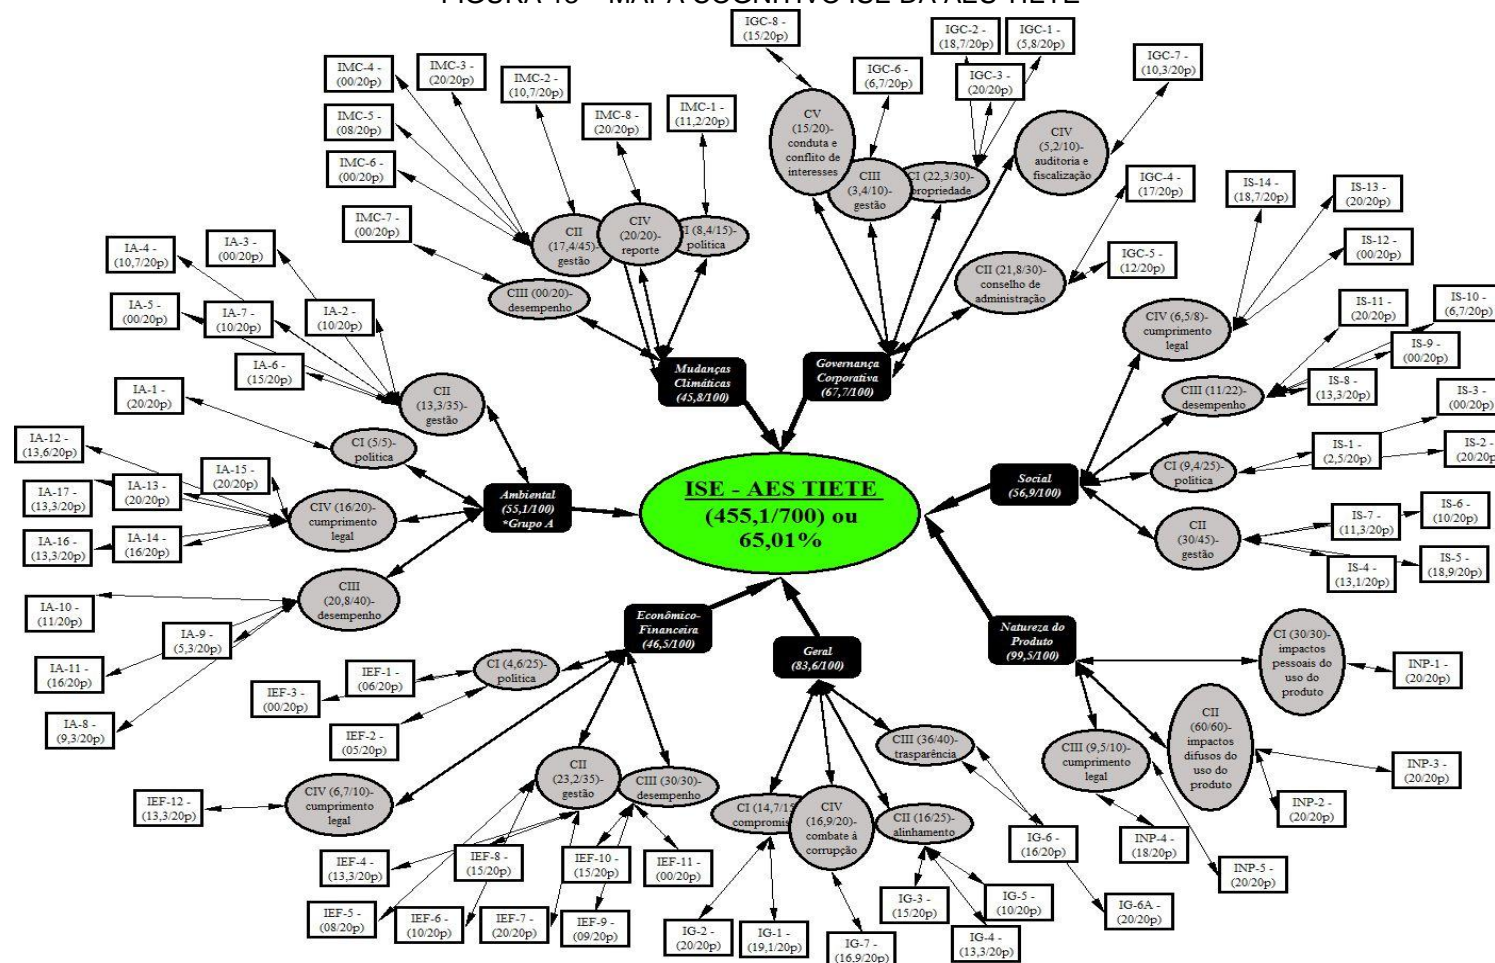 IGC-8 -
(15/20p)
IGC-2 -
(18,7/20p)
IGC-1 -
(5,8/20p)
IGC-6 -
(6,7/20p)
IGC-3 -
(20/20p)
IGC-7 -
(10,3/20p)
IMC-4 -
(00/20p)
IMC-3 -
(20/20p)
IMC-2 -
(10,7/20p)
IMC-8 -
(20/20p)
IMC-1 -
(11,2/20p)
IMC-5 -
(08/20p)
IMC-6 -
(00/20p)
IMC-7 -
(00/20p)
CV
(15/20)-
conduta e
conflito de
interesses
CIII
(3,4/10)-
gestão
CI (22,3/30)-
propriedade
CIV
(5,2/10)-
auditoria e
fiscalização
IGC-4 -
(17/20p)
IGC-5 -
(12/20p)
CII (21,8/30)-
conselho de
administração
CII
(17,4/45)-
gestão
CIV
(20/20)-
reporte
CI (8,4/15)-
politica
CIII (00/20)-
desempenho
IS-14 -
(18,7/20p)
IS-13 -
(20/20p)
IS-12 -
(00/20p)
IS-11 -
(20/20p)
IS-10 -
(6,7/20p)
IS-9 -
(00/20p)
IS-8 -
(13,3/20p)
IS-3 -
(00/20p)
IS-1 -
(2,5/20p)
IS-2 -
(20/20p)
CIV (6,5/8)-
cumprimento
legal
CIII (11/22)-
desempenho
CI (9,4/25)-
politica
CII
(30/45)-
gestão
IS-7 -
(11,3/20p)
IS-6 -
(10/20p)
IS-4 -
(13,1/20p)
IS-5 -
(18,9/20p)
IA-4 -
(10,7/20p)
IA-3 -
(00/20p)
IA-5 -
(00/20p)
IA-7 -
(10/20p)
IA-2 -
(10/20p)
IA-6 -
(15/20p)
IA-1 -
(20/20p)
CII
(13,3/35)-
gestão
CI (5/5)-
politica
IA-12 -
(13,6/20p)
IA-15 -
(20/20p)
IA-17 -
(13,3/20p)
IA-13 -
(20/20p)
IA-16 -
(13,3/20p)
IA-14 -
(16/20p)
CIV (16/20)-
cumprimento
legal
CIII
(20,8/40)-
desempenho
IA-10 -
(11/20p)
IA-9 -
(5,3/20p)
IA-11 -
(16/20p)
IA-8 -
(9,3/20p)
Mudanças
Climáticas
(45,8/100)
Governança
Corporativa
(67,7/100)
Ambiental
(55,1/100)
*Grupo A
ISE - AES TIETE
(455,1/700) ou
65,01%
Social
(56,9/100)
Econômico-
Financeira
(46,5/100)
Geral
(83,6/100)
Natureza do
Produto
(99,5/100)
IEF-1 -
(06/20p)
IEF-3 -
(00/20p)
IEF-2 -
(05/20p)
CI (4,6/25)-
politica
CII
(23,2/35)-
gestão
CIII (30/30)-
desempenho
CIV (6,7/10)-
cumprimento
legal
IEF-12 -
(13,3/20p)
IEF-4 -
(13,3/20p)
IEF-8 -
(15/20p)
IEF-10 -
(15/20p)
IEF-11 -
(00/20p)
IEF-5 -
(08/20p)
IEF-6 -
(10/20p)
IEF-7 -
(20/20p)
IEF-9 -
(09/20p)
CIII (36/40)-
trasparência
CI (14,7/15
CIV
(16,9/20)-
combate à
corrupção
CII (16/25)-
alinhamento
IG-2 -
(20/20p)
IG-1 -
(19,1/20p)
IG-7 -
(16,9/20p)
IG-3 -
(15/20p)
IG-5 -
(10/20p)
IG-4 -
(13,3/20p)
IG-6 -
(16/20p)
IG-6A -
(20/20p)
CI (30/30)-
impactos
pessoais do
uso do
produto
CII
(60/60)-
impactos
difusos do
uso do
produto
CIII (9,5/10)-
cumprimento
legal
INP-1 -
(20/20p)
INP-3 -
(20/20p)
INP-2 -
(20/20p)
INP-4 -
(18/20p)
INP-5 -
(20/20p)